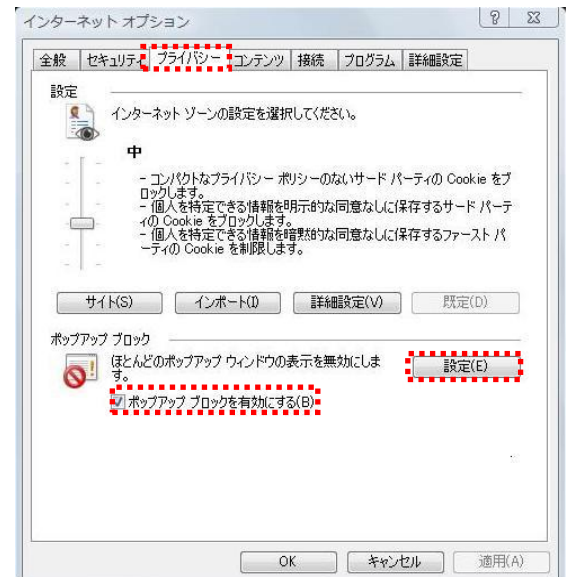 インターネット オプション
全般 セキュリティ プライバシー コンテンツ 接続 プログラム 詳細設定
設定
インターネット ゾーンの設定を選択してください。
中
- コンパクトなプライバシー ポリシーのないサード パーティの Cookie をブ
ロックします。
- 個人を特定できる情報を明示的な同意なしに保存するサード パーテ
ィの Cookie をブロックします。
- 個人を特定できる情報を暗黙的な同意なしに保存するファースト パ
ーティの Cookie を制限します。
サイト(S) インポート(I) 詳細設定(V) 既定(D)
ポップアップ ブロック
ほとんどのポップアップ ウィンドウの表示を無効にしま
す。
設定(E)
ポップアップ ブロックを有効にする(B)
OK キャンセル 適用(A)